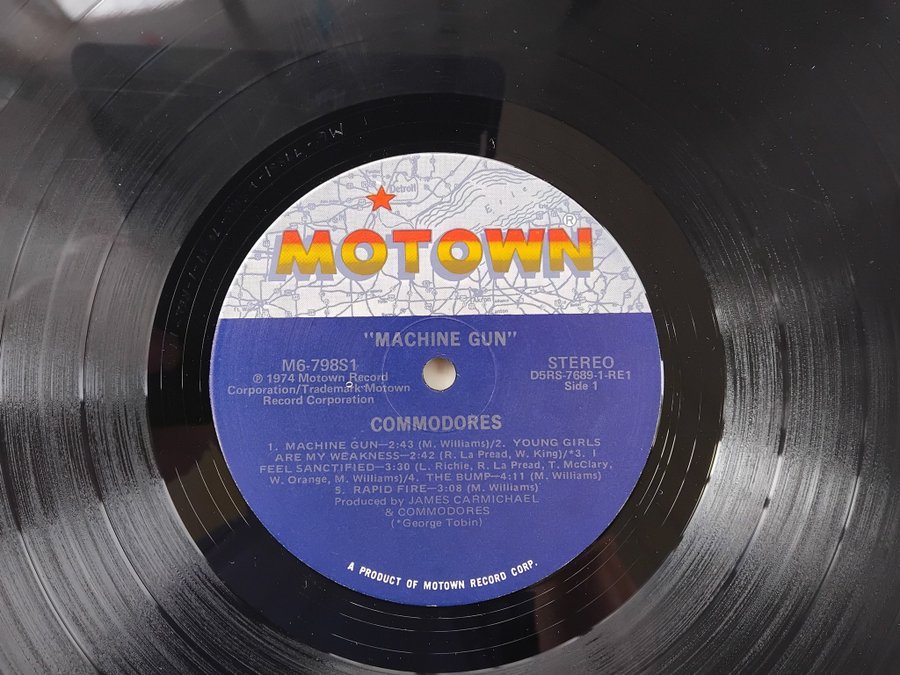 Detroit
Erie
MOTOWN®
"MACHINE GUN"
M6-798S1
℗ 1974 Motown Record
Corporation/Trademark Motown
Record Corporation
STEREO
D5RS-7689-1-RE1
Side 1
COMMODORES
1. MACHINE GUN—2:43 (M. Williams)/2. YOUNG GIRLS
ARE MY WEAKNESS—2:42 (R. La Pread, W. King)/*3. I
FEEL SANCTIFIED—3:30 (L. Richie, R. La Pread, T. McClary,
W. Orange, M. Williams)/4. THE BUMP—4:11 (M. Williams)
5. RAPID FIRE—3:08 (M. Williams)
Produced by JAMES CARMICHAEL
& COMMODORES
(*George Tobin)
A PRODUCT OF MOTOWN RECORD CORP.